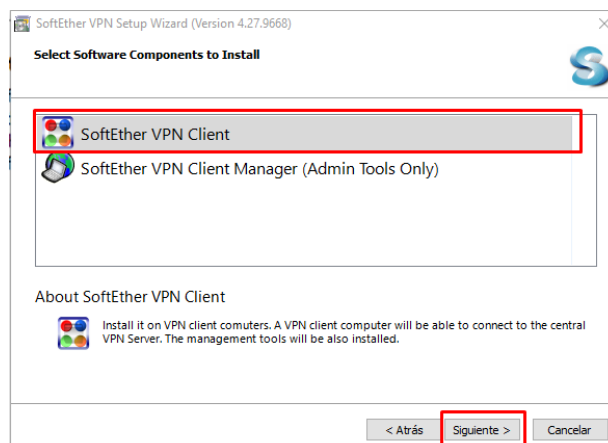 SoftEther VPN Setup Wizard (Version 4.27.9668)
Select Software Components to Install
SoftEther VPN Client
SoftEther VPN Client Manager (Admin Tools Only)
About SoftEther VPN Client
Install it on VPN client comuters. A VPN client computer will be able to connect to the central
VPN Server. The management tools will be also installed.
< Atrás Siguiente > Cancelar